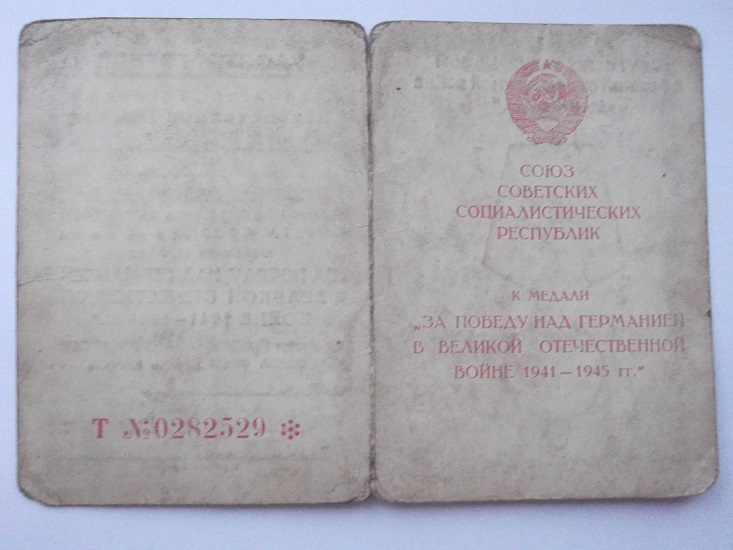 Т №0282529 *
СОЮЗ
СОВЕТСКИХ
СОЦИАЛИСТИЧЕСКИХ
РЕСПУБЛИК
К МЕДАЛИ
„ЗА ПОБЕДУ НАД ГЕРМАНИЕЙ
В ВЕЛИКОЙ ОТЕЧЕСТВЕННОЙ
ВОЙНЕ 1941—1945 гг."